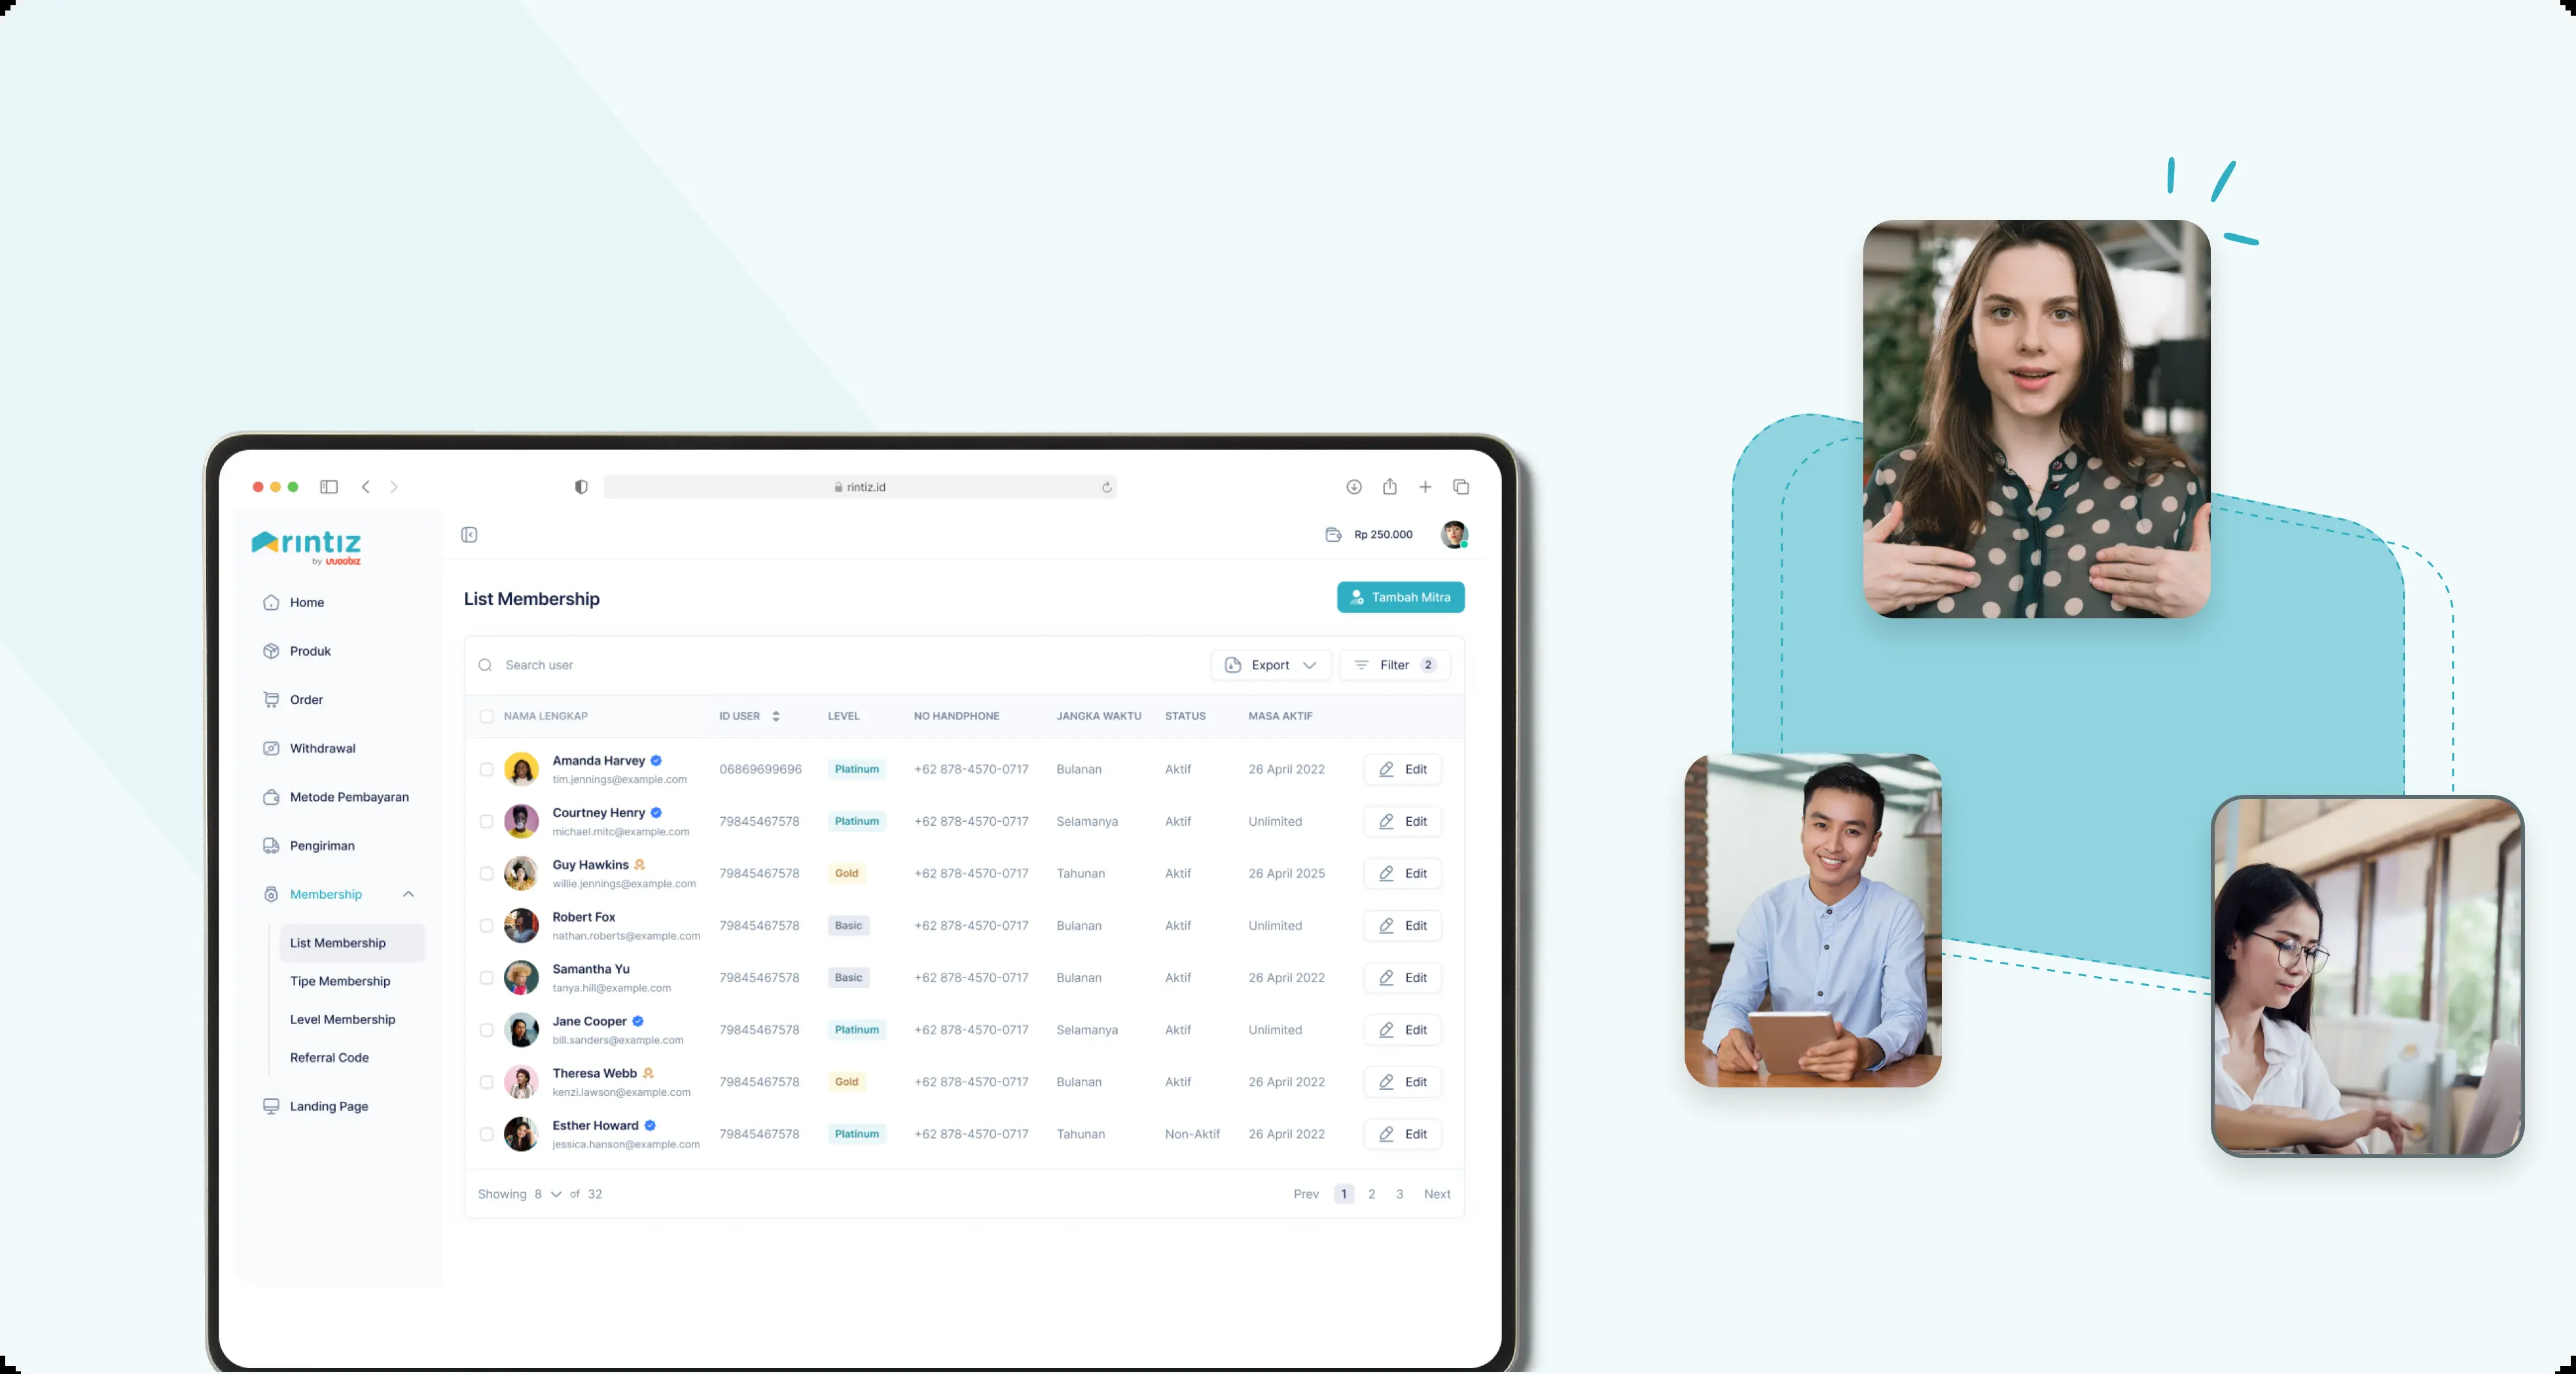 rintiz.id
rintiz
by woobiz
Rp 250.000
Home
Produk
Order
Withdrawal
Metode Pembayaran
Pengiriman
Membership
List Membership
Tipe Membership
Level Membership
Referral Code
Landing Page
List Membership
Tambah Mitra
Search user
Export
Filter 2
NAMA LENGKAP ID USER LEVEL NO HANDPHONE JANGKA WAKTU STATUS MASA AKTIF
Amanda Harvey
tim.jennings@example.com
06869699696 Platinum +62 878-4570-0717 Bulanan Aktif 26 April 2022 Edit
Courtney Henry
michael.mitc@example.com
79845467578 Platinum +62 878-4570-0717 Selamanya Aktif Unlimited Edit
Guy Hawkins
willie.jennings@example.com
79845467578 Gold +62 878-4570-0717 Tahunan Aktif 26 April 2025 Edit
Robert Fox
nathan.roberts@example.com
79845467578 Basic +62 878-4570-0717 Bulanan Aktif Unlimited Edit
Samantha Yu
tanya.hill@example.com
79845467578 Basic +62 878-4570-0717 Bulanan Aktif 26 April 2022 Edit
Jane Cooper
bill.sanders@example.com
79845467578 Platinum +62 878-4570-0717 Selamanya Aktif Unlimited Edit
Theresa Webb
kenzi.lawson@example.com
79845467578 Gold +62 878-4570-0717 Bulanan Aktif 26 April 2022 Edit
Esther Howard
jessica.hanson@example.com
79845467578 Platinum +62 878-4570-0717 Tahunan Non-Aktif 26 April 2022 Edit
Showing 8 of 32
Prev 1 2 3 Next